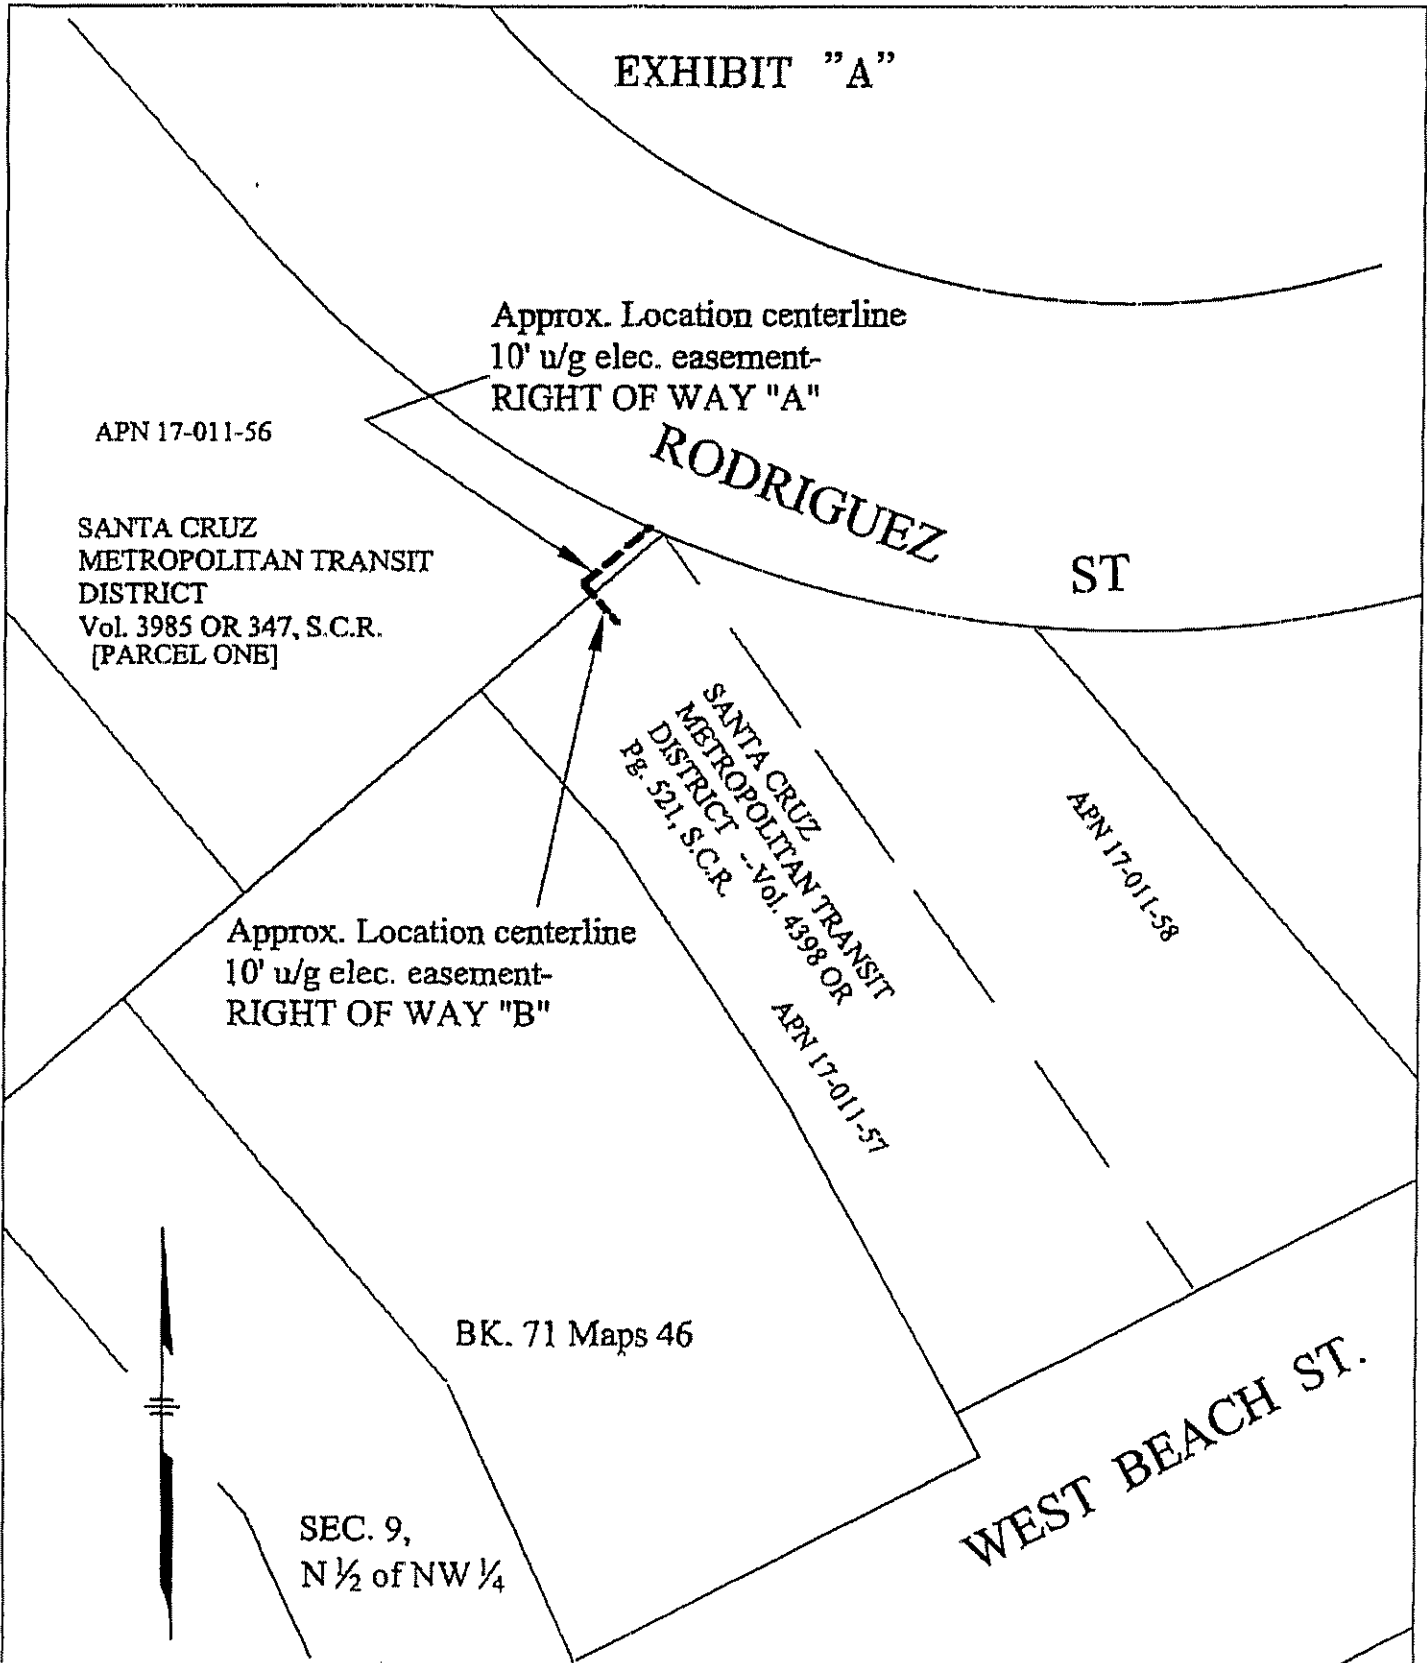 EXHIBIT "A"
Approx. Location centerline
10' u/g elec. easement-
RIGHT OF WAY "A"
APN 17-011-56
RODRIGUEZ ST
SANTA CRUZ
METROPOLITAN TRANSIT
DISTRICT
Vol. 3985 OR 347, S.C.R.
[PARCEL ONE]
SANTA CRUZ
METROPOLITAN TRANSIT
DISTRICT --Vol. 4398 OR
Pg. 521, S.C.R.
APN 17-011-58
Approx. Location centerline
10' u/g elec. easement-
RIGHT OF WAY "B"
APN 17-011-57
BK. 71 Maps 46
WEST BEACH ST.
SEC. 9,
N ½ of NW ¼